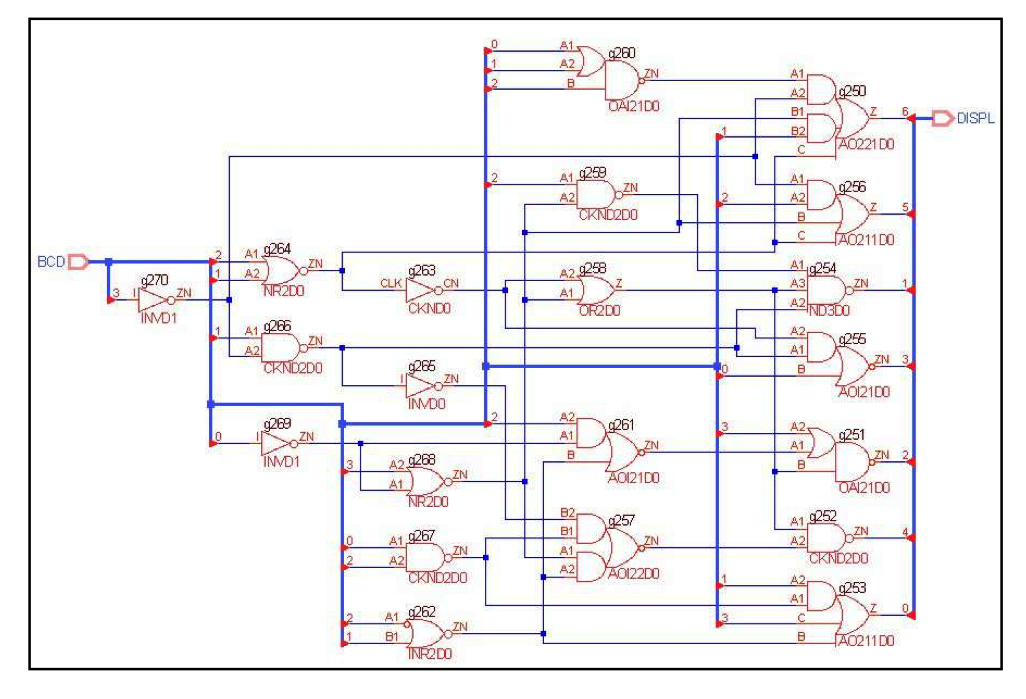 0 A1 g260
1 A2 ZN
2 B
OAI21D0
A1 g250
A2
B1 Z 6 DISPL
1 B2
C AO221D0
2 A1 g259
A2 ZN
CKND2D0
A1 g256
2 A2
B Z 5
C AO211D0
BCD
2 A1 g264
1 A2 ZN
NR2D0
3 I g270 ZN
INVD1
CLK g263 CN
CKND0
A2 g258
A1 Z
OR2D0
A1 g254
A3 ZN 1
A2 ND3D0
1 A1 g266
A2 ZN
CKND2D0
I g265 ZN
INVD0
A2 g255
A1 ZN 3
0 B AOI21D0
0 I g269 ZN
INVD1
2 A2 g261
A1 ZN
B AOI21D0
3 A2 g251
A1 ZN 2
B OAI21D0
3 A2 g268
A1 ZN
NR2D0
B2 g257
B1 ZN
A1
A2 AOI22D0
A1 g252
A2 ZN 4
CKND2D0
0 A1 g267
2 A2 ZN
CKND2D0
1 A2 g253
A1 Z 0
3 C
B AO211D0
2 A1 g262
1 B1 ZN
INR2D0